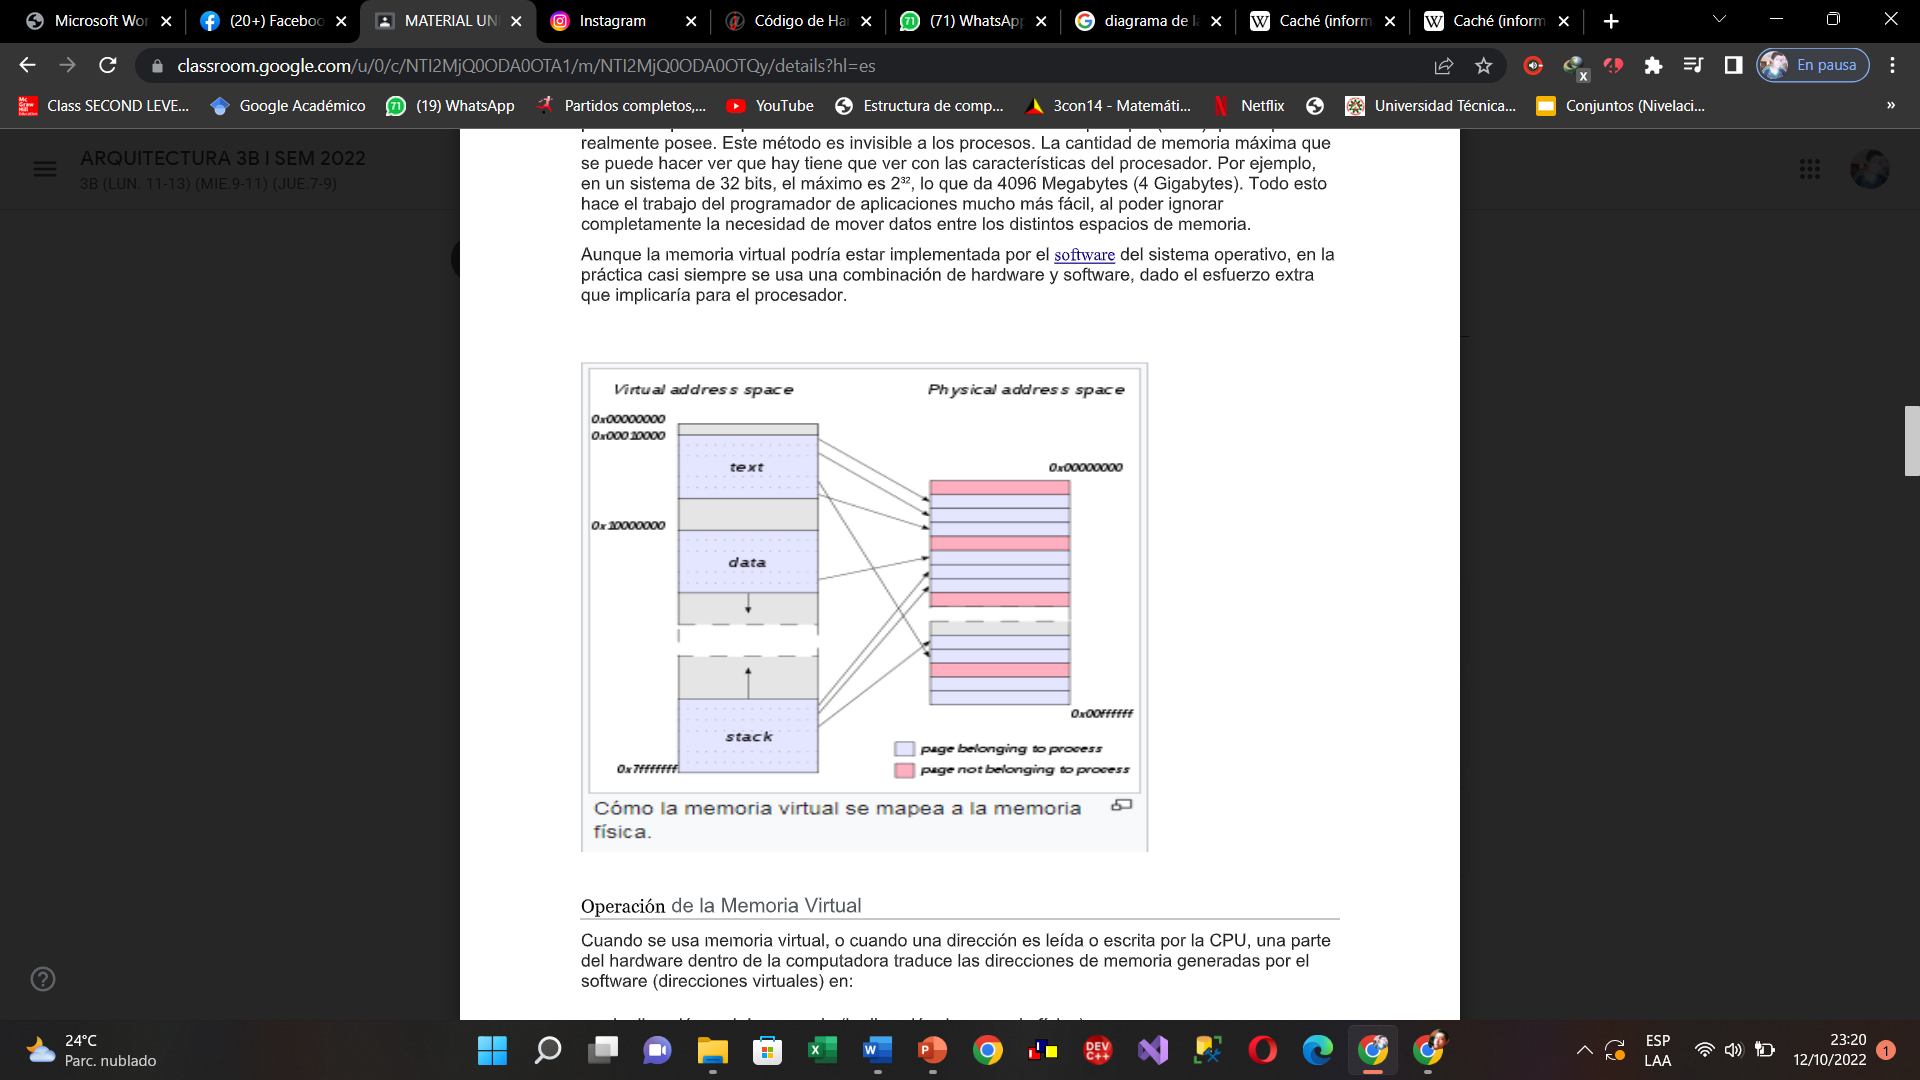 Microsoft Wor
(20+) Faceboo
MATERIAL UNI
Instagram
Código de Ha
(71) WhatsApp
diagrama de la
Caché (inform
Caché (inform
classroom.google.com/u/0/c/NTI2MjQ0ODA0OTA1/m/NTI2MjQ0ODA0OTQy/details?hl=es
En pausa
Class SECOND LEVE...
Google Académico
(19) WhatsApp
Partidos completos,...
YouTube
Estructura de comp...
3con14 - Matemáti...
Netflix
Universidad Técnica...
Conjuntos (Nivelaci...
»
ARQUITECTURA 3B I SEM 2022
3B (LUN. 11-13) (MIE.9-11) (JUE.7-9)
realmente posee. Este método es invisible a los procesos. La cantidad de memoria máxima que
se puede hacer ver que hay tiene que ver con las características del procesador. Por ejemplo,
en un sistema de 32 bits, el máximo es 2³², lo que da 4096 Megabytes (4 Gigabytes). Todo esto
hace el trabajo del programador de aplicaciones mucho más fácil, al poder ignorar
completamente la necesidad de mover datos entre los distintos espacios de memoria.
Aunque la memoria virtual podría estar implementada por el software del sistema operativo, en la
práctica casi siempre se usa una combinación de hardware y software, dado el esfuerzo extra
que implicaría para el procesador.
Virtual address space
Physical address space
0x00000000
0x00010000
text
0x10000000
data
stack
0x7fffffff
0x00000000
0x00ffffff
page belonging to process
page not belonging to process
Cómo la memoria virtual se mapea a la memoria
física.
Operación de la Memoria Virtual
Cuando se usa memoria virtual, o cuando una dirección es leída o escrita por la CPU, una parte
del hardware dentro de la computadora traduce las direcciones de memoria generadas por el
software (direcciones virtuales) en:
24°C
Parc. nublado
DEV
C++
ESP
LAA
23:20
12/10/2022
1